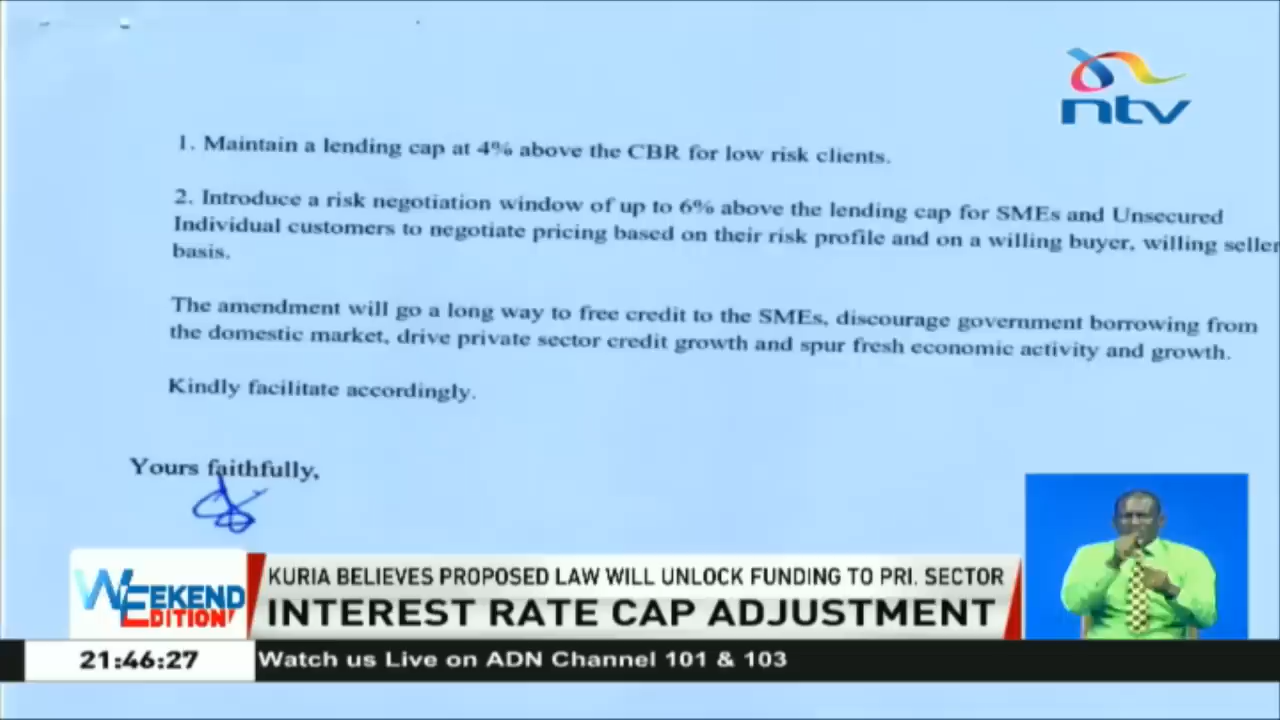 ntv
1. Maintain a lending cap at 4% above the CBR for low risk clients.
2. Introduce a risk negotiation window of up to 6% above the lending cap for SMEs and Unsecured
Individual customers to negotiate pricing based on their risk profile and on a willing buyer, willing seller
basis.
The amendment will go a long way to free credit to the SMEs, discourage government borrowing from
the domestic market, drive private sector credit growth and spur fresh economic activity and growth.
Kindly facilitate accordingly.
Yours faithfully,
WEEKEND
EDITION
KURIA BELIEVES PROPOSED LAW WILL UNLOCK FUNDING TO PRI. SECTOR
INTEREST RATE CAP ADJUSTMENT
21:46:27
Watch us Live on ADN Channel 101 & 103